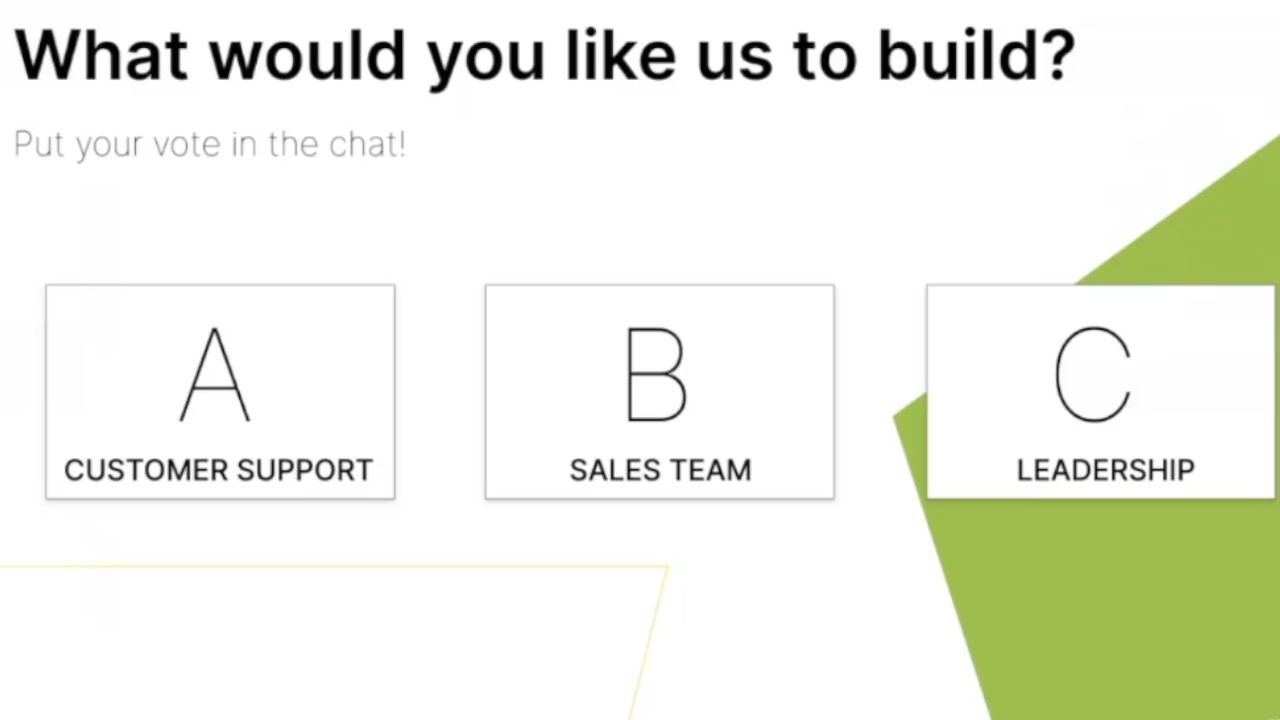 What would you like us to build?
Put your vote in the chat!
A
CUSTOMER SUPPORT
B
SALES TEAM
C
LEADERSHIP